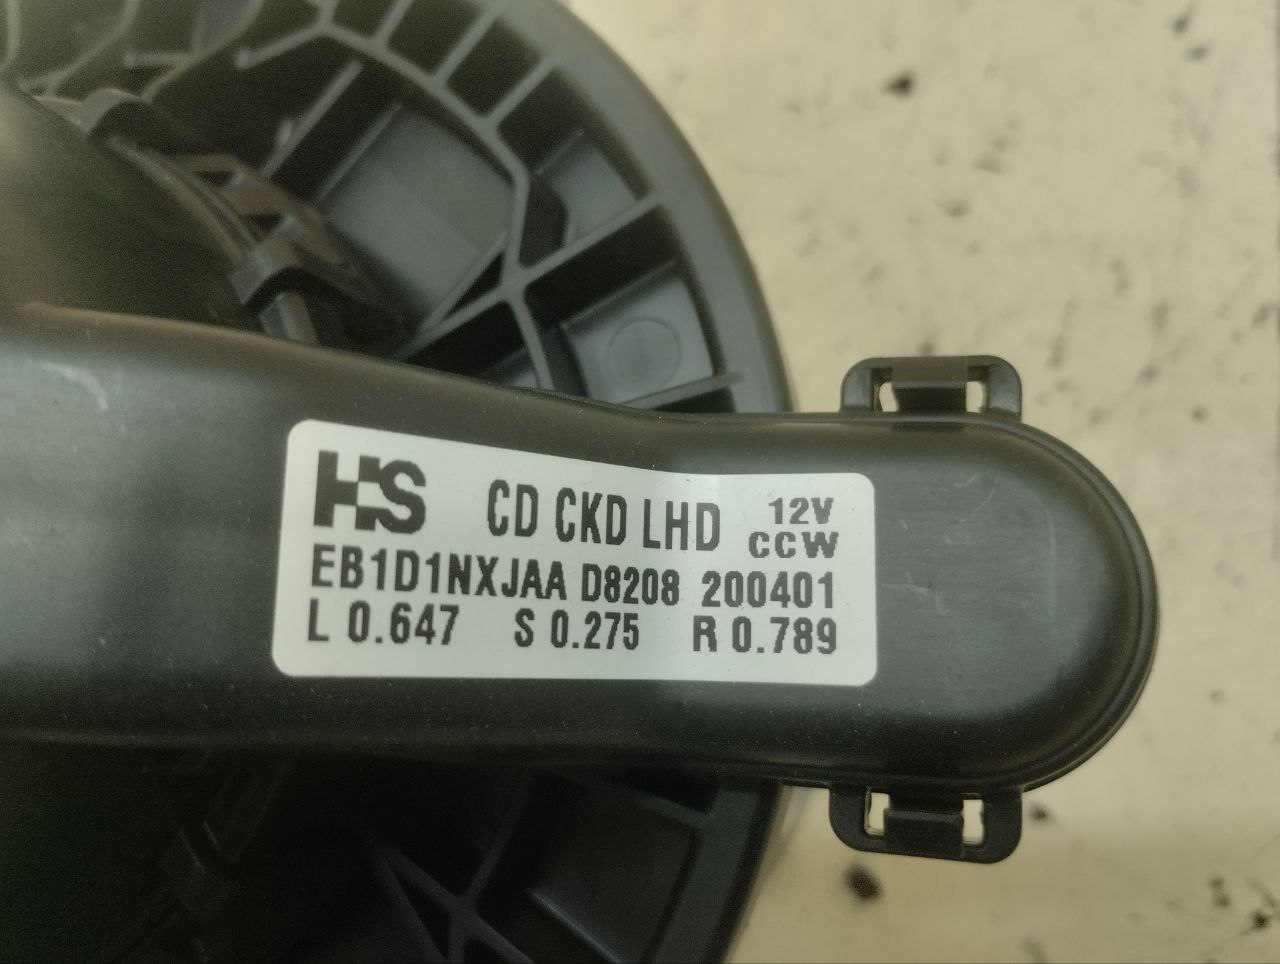 HS CD CKD LHD 12V
CCW
EB1D1NXJAA D8208 200401
L 0.647 S 0.275 R 0.789